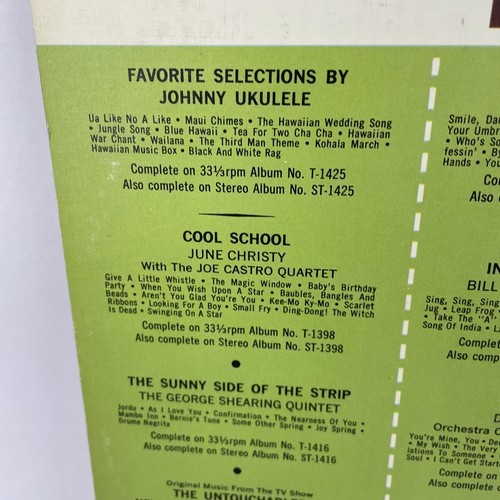 FAVORITE SELECTIONS BY
JOHNNY UKULELE
Ua Like No A Like • Maui Chimes • The Hawaiian Wedding Song
• Jungle Song • Blue Hawaii • Tea For Two Cha Cha • Hawaiian
War Chant • Wailana • The Third Man Theme • Kohala March •
Hawaiian Music Box • Black And White Rag
Complete on 33⅓rpm Album No. T-1425
Also complete on Stereo Album No. ST-1425
COOL SCHOOL
JUNE CHRISTY
With The JOE CASTRO QUARTET
Give A Little Whistle • The Magic Window • Baby's Birthday
Party • When You Wish Upon A Star • Baubles, Bangles And
Beads • Aren't You Glad You're You • Kee-Mo Ky-Mo • Scarlet
Ribbons • Looking For A Boy • Small Fry • Ding-Dong! The Witch
Is Dead • Swinging On A Star
Complete on 33⅓rpm Album No. T-1398
Also complete on Stereo Album No. ST-1398
•
THE SUNNY SIDE OF THE STRIP
THE GEORGE SHEARING QUINTET
Jordu • As I Love You • Confirmation • The Nearness Of You •
Mambo Inn • Bernie's Tune • Some Other Spring • Joy Spring •
Drume Negrita
Complete on 33⅓rpm Album No. T-1416
Also complete on Stereo Album No. ST-1416
•
Original Music From The TV Show
THE UNTOUCHABLES
Smile, Da
Your Umbr
• Who's So
fessin' • By
Hands • You
Co
Also
IN
BILL
Sing, Sing, Sing
Jug • Leap Frog •
• Take The "A"
Song Of India • L
Complet
Also comp
D
Orchestra C
You're Mine, You • Dee
• My Wish • The Very
lations To Someone •
Soul • I Can't Get Start
Complete on
Also comple